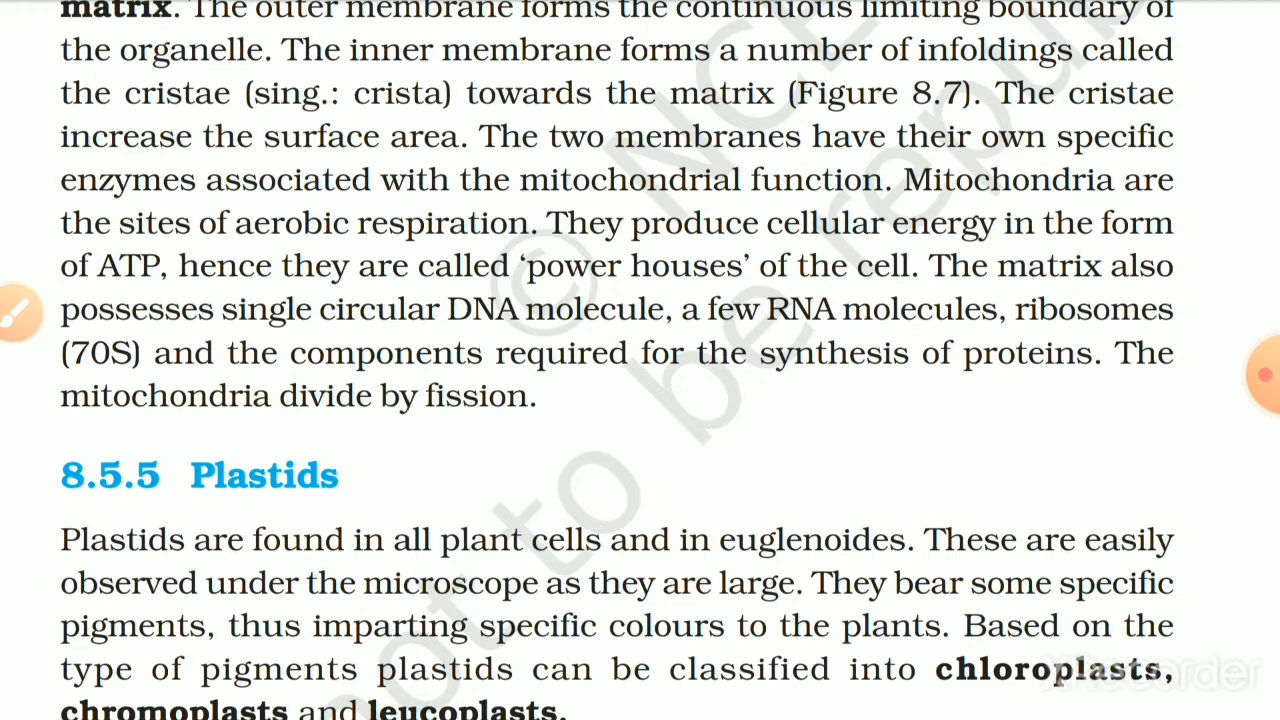 matrix. The outer membrane forms the continuous limiting boundary of
the organelle. The inner membrane forms a number of infoldings called
the cristae (sing.: crista) towards the matrix (Figure 8.7). The cristae
increase the surface area. The two membranes have their own specific
enzymes associated with the mitochondrial function. Mitochondria are
the sites of aerobic respiration. They produce cellular energy in the form
of ATP, hence they are called ‘power houses’ of the cell. The matrix also
possesses single circular DNA molecule, a few RNA molecules, ribosomes
(70S) and the components required for the synthesis of proteins. The
mitochondria divide by fission.
8.5.5 Plastids
Plastids are found in all plant cells and in euglenoides. These are easily
observed under the microscope as they are large. They bear some specific
pigments, thus imparting specific colours to the plants. Based on the
type of pigments plastids can be classified into chloroplasts,
chromoplasts and leucoplasts.
© NCE
not to be republ